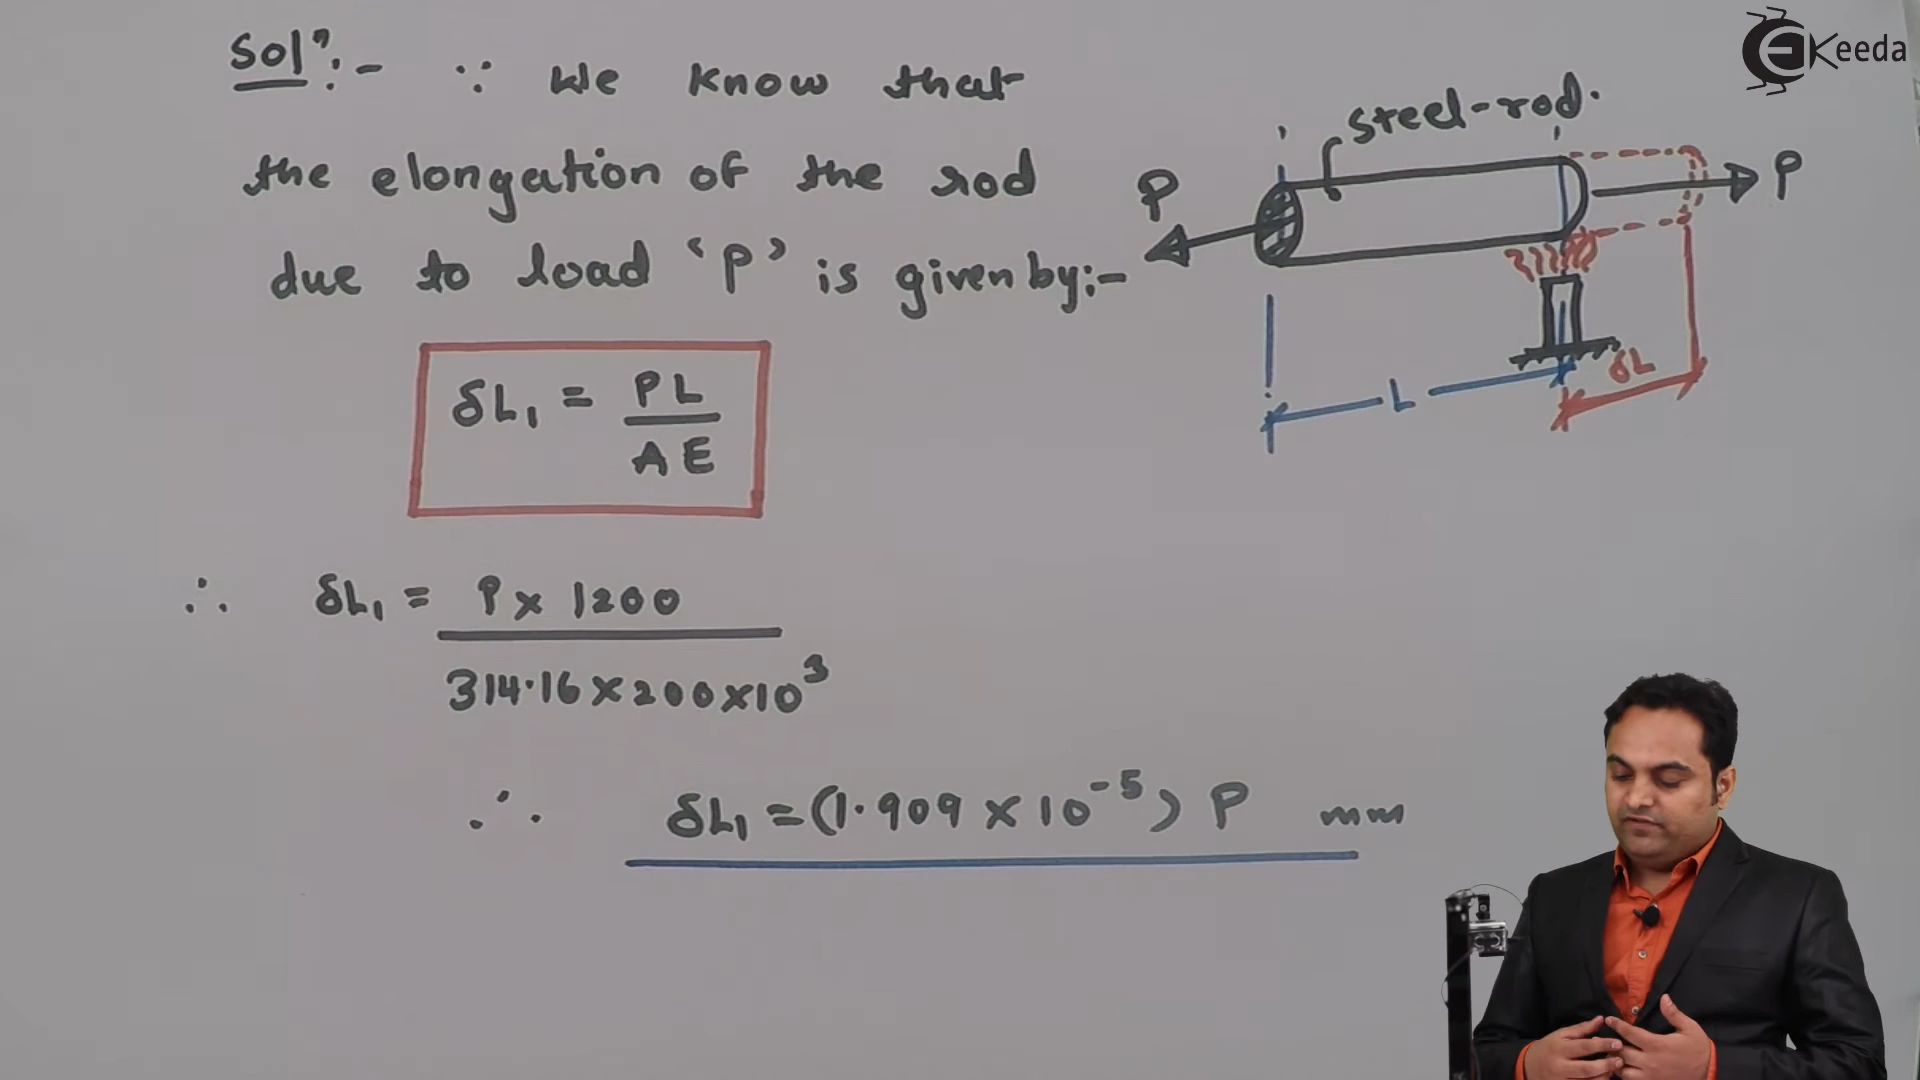 Solⁿ:- ∵ We know that
the elongation of the rod
due to load 'P' is given by:-
δL₁ = PL
AE
∴ δL₁ = P x 1200
314.16 x 200 x 10³
∴ δL₁ = (1.909 x 10⁻⁵) P mm
steel-rod.
P
P
L
δL
Ekeeda